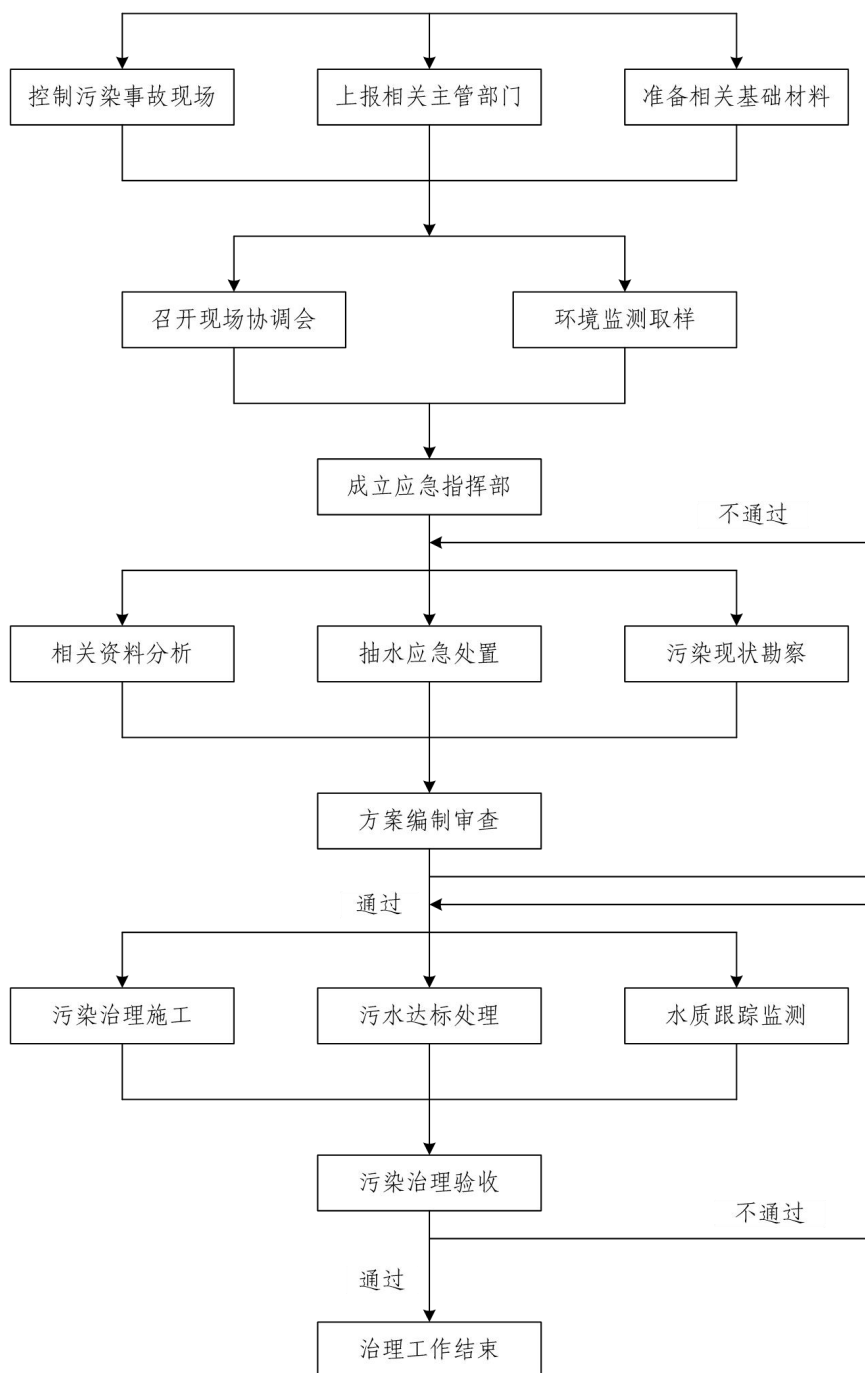 控制污染事故现场
上报相关主管部门
准备相关基础材料
召开现场协调会
环境监测取样
成立应急指挥部
不通过
相关资料分析
抽水应急处置
污染现状勘察
方案编制审查
通过
污染治理施工
污水达标处理
水质跟踪监测
污染治理验收
不通过
通过
治理工作结束